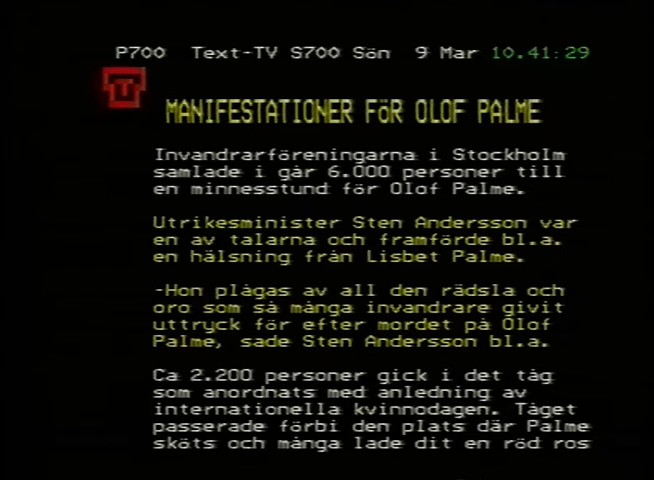 P700 Text-TV S700 Sön 9 Mar 10.41:29
T
MANIFESTATIONER FöR OLOF PALME
Invandrarföreningarna i Stockholm
samlade i går 6.000 personer till
en minnesstund för Olof Palme.
Utrikesminister Sten Andersson var
en av talarna och framförde bl.a.
en hälsning från Lisbet Palme.
-Hon plågas av all den rädsla och
oro som så många invandrare givit
uttryck för efter mordet på Olof
Palme, sade Sten Andersson bl.a.
Ca 2.200 personer gick i det tåg
som anordnats med anledning av
internationella kvinnodagen. Tåget
passerade förbi den plats där Palme
sköts och många lade dit en röd ros